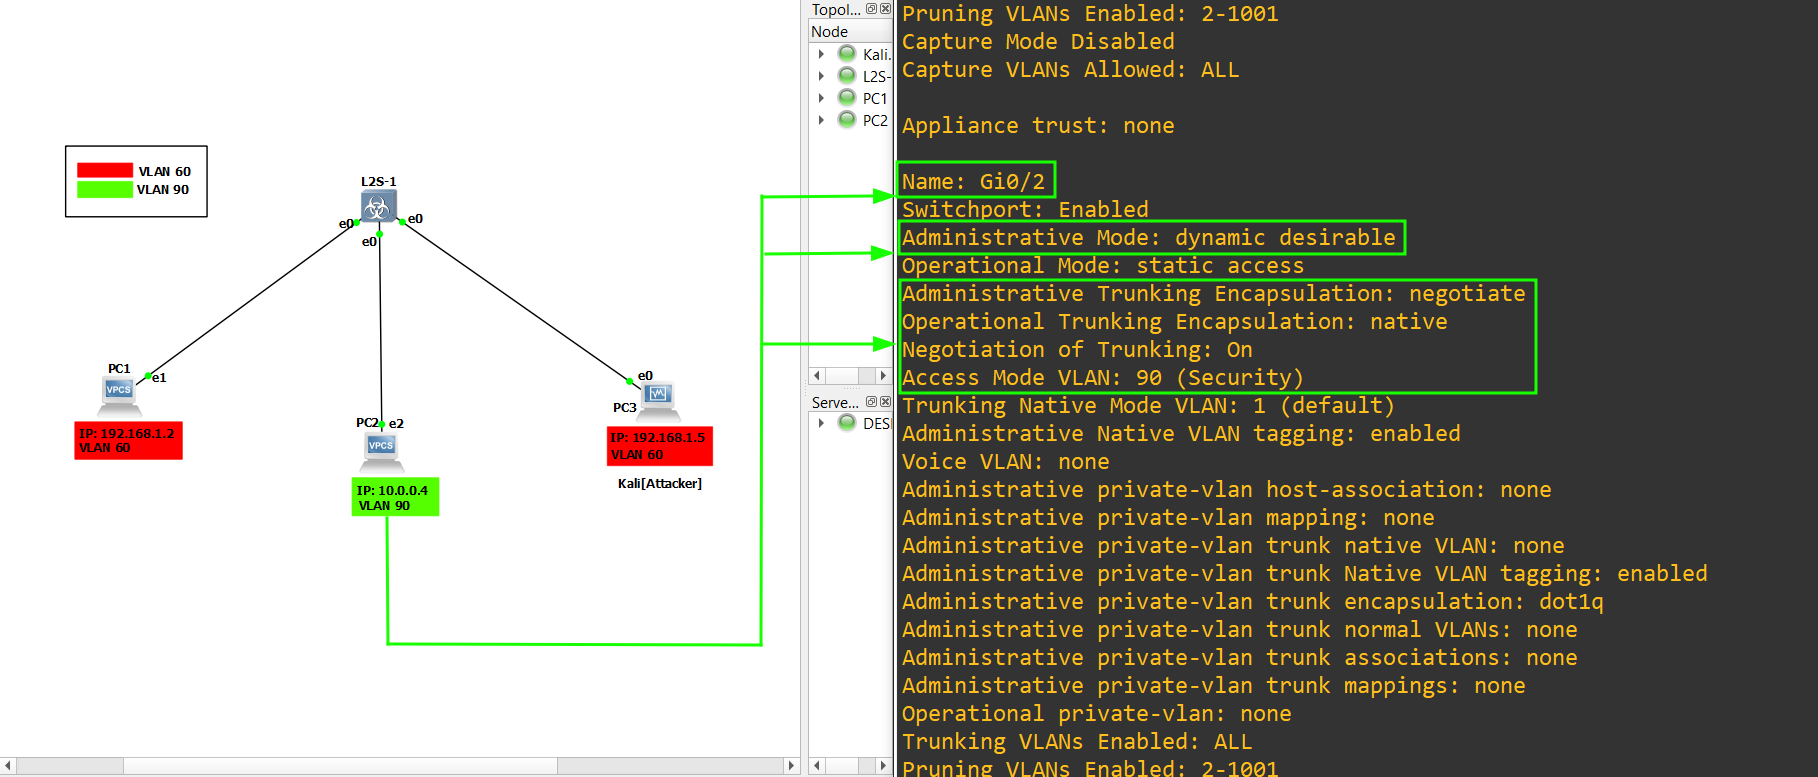 VLAN 60
VLAN 90
L2S-1
e0
e0
e0
PC1
e1
VPCS
IP: 192.168.1.2
VLAN 60
PC2
e2
VPCS
IP: 10.0.0.4
VLAN 90
e0
PC3
IP: 192.168.1.5
VLAN 60
Kali[Attacker]
Topol...
Node
Kali.
L2S-
PC1
PC2
Serve...
DESI
Pruning VLANs Enabled: 2-1001
Capture Mode Disabled
Capture VLANs Allowed: ALL
Appliance trust: none
Name: Gi0/2
Switchport: Enabled
Administrative Mode: dynamic desirable
Operational Mode: static access
Administrative Trunking Encapsulation: negotiate
Operational Trunking Encapsulation: native
Negotiation of Trunking: On
Access Mode VLAN: 90 (Security)
Trunking Native Mode VLAN: 1 (default)
Administrative Native VLAN tagging: enabled
Voice VLAN: none
Administrative private-vlan host-association: none
Administrative private-vlan mapping: none
Administrative private-vlan trunk native VLAN: none
Administrative private-vlan trunk Native VLAN tagging: enabled
Administrative private-vlan trunk encapsulation: dot1q
Administrative private-vlan trunk normal VLANs: none
Administrative private-vlan trunk associations: none
Administrative private-vlan trunk mappings: none
Operational private-vlan: none
Trunking VLANs Enabled: ALL
Pruning VLANs Enabled: 2-1001